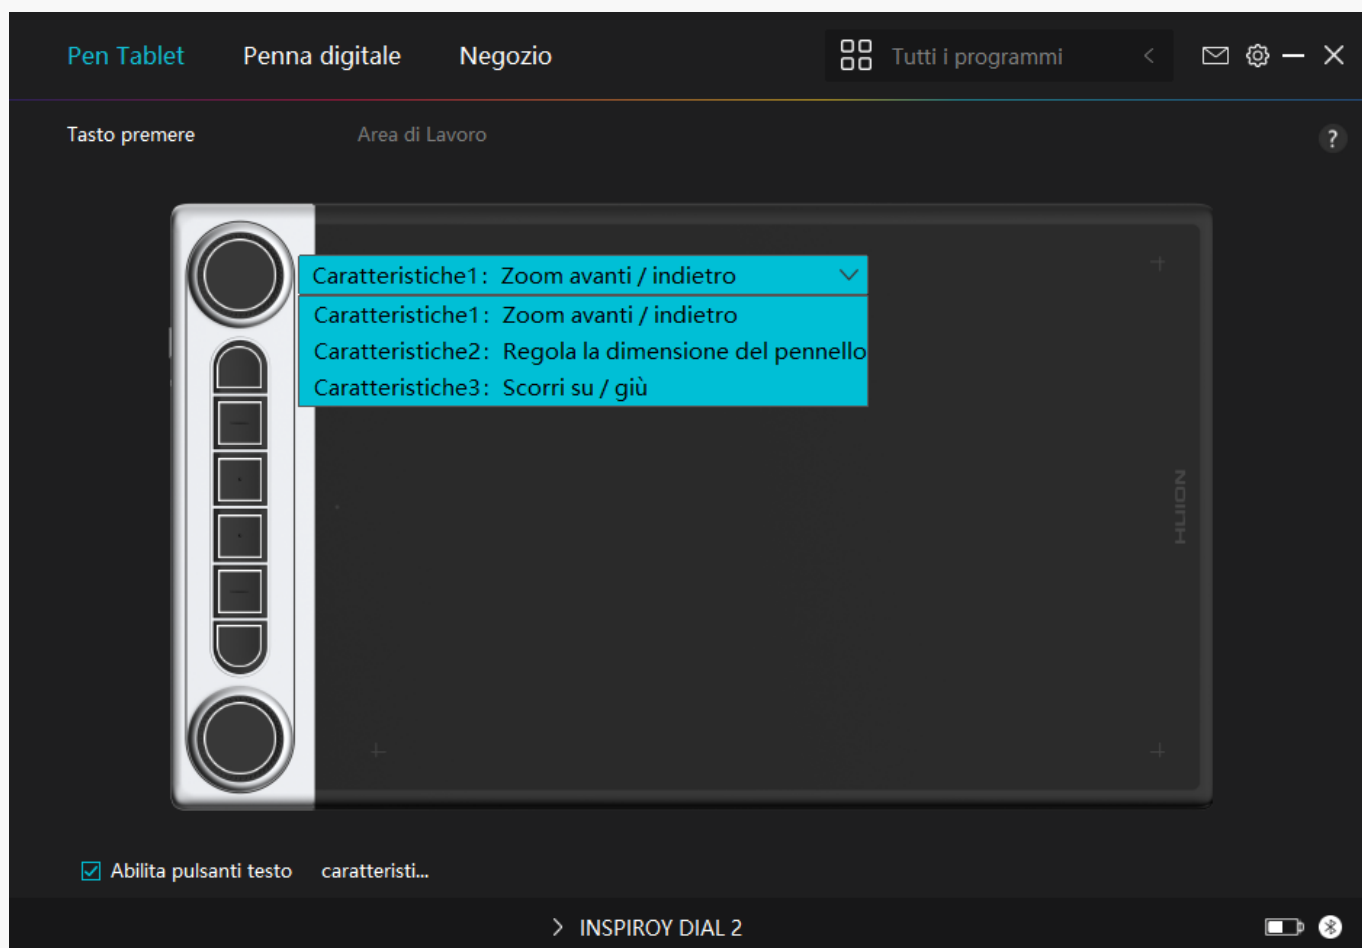 Pen Tablet Penna digitale Negozio Tutti i programmi
Tasto premere Area di Lavoro ?
Caratteristiche1: Zoom avanti / indietro
Caratteristiche1: Zoom avanti / indietro
Caratteristiche2: Regola la dimensione del pennello
Caratteristiche3: Scorri su / giù
HUION
Abilita pulsanti testo caratteristi...
INSPIROY DIAL 2